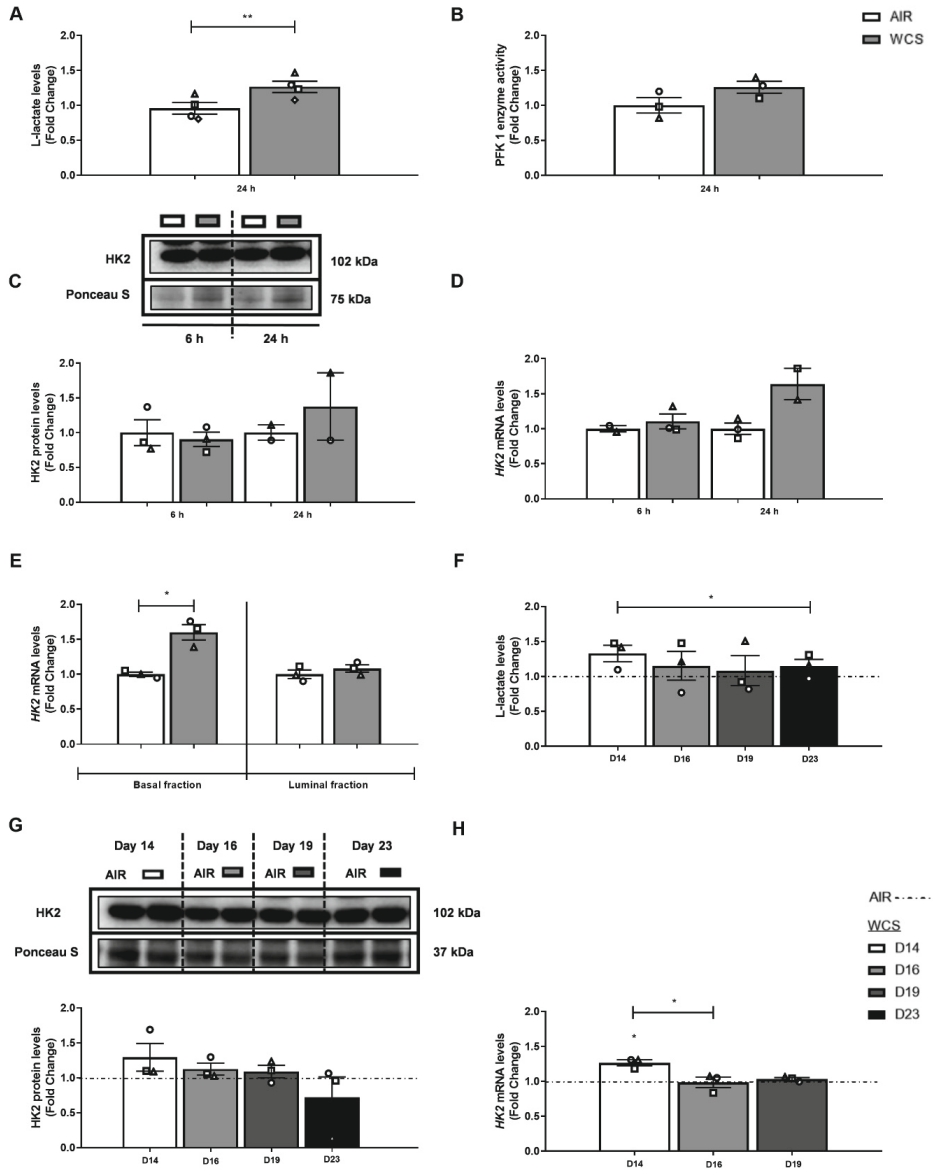 A
**
L-lactate levels
(Fold Change)
2.0
1.5
1.0
0.5
0.0
24 h
B
AIR
WCS
PFK 1 enzyme activity
(Fold Change)
2.0
1.5
1.0
0.5
0.0
24 h
C
HK2
102 kDa
Ponceau S
75 kDa
6 h
24 h
HK2 protein levels
(Fold Change)
2.0
1.5
1.0
0.5
0.0
6 h
24 h
D
HK2 mRNA levels
(Fold Change)
2.0
1.5
1.0
0.5
0.0
6 h
24 h
E
*
HK2 mRNA levels
(Fold Change)
2.0
1.5
1.0
0.5
0.0
Basal fraction
Luminal fraction
F
*
L-lactate levels
(Fold Change)
2.0
1.5
1.0
0.5
0.0
D14
D16
D19
D23
G
Day 14
Day 16
Day 19
Day 23
AIR
AIR
AIR
AIR
HK2
102 kDa
Ponceau S
37 kDa
HK2 protein levels
(Fold Change)
2.0
1.5
1.0
0.5
0.0
D14
D16
D19
D23
H
AIR
WCS
D14
D16
D19
D23
*
*
HK2 mRNA levels
(Fold Change)
2.0
1.5
1.0
0.5
0.0
D14
D16
D19